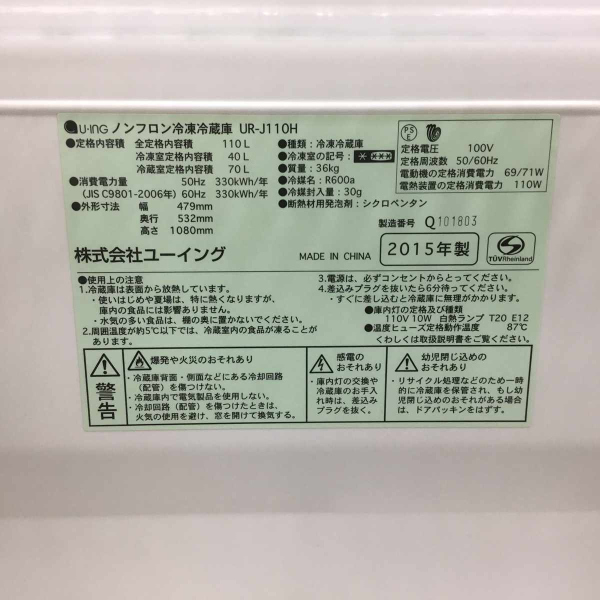 U-ING ノンフロン冷凍冷蔵庫 UR-J110H
●定格内容積 全定格内容積 110L
冷凍室定格内容積 40L
冷蔵室定格内容積 70L
●消費電力量 50Hz 330kWh/年
(JIS C9801-2006年) 60Hz 330kWh/年
●外形寸法 幅 479mm
奥行 532mm
高さ 1080mm
株式会社ユーイング
●種類：冷凍冷蔵庫
●冷凍室の記号：
●質量：36kg
●冷媒名：R600a
●冷媒封入量：30g
●断熱材用発泡剤：シクロペンタン
PSE
定格電圧 100V
定格周波数 50/60Hz
電動機の定格消費電力 69/71W
電熱装置の定格消費電力 110W
製造番号 Q101803
MADE IN CHINA
2015年製
TÜVRheinland
●使用上の注意
1.冷蔵庫は表面から放熱しています。
・使いはじめや夏場は、特に熱くなりますが、
庫内の食品には影響ありません。
・水気の多い食品は、棚の奥に置かないでください。
2.周囲温度が約5℃以下では、冷蔵室内の食品が凍ることが
あります。
3.電源は、必ずコンセントからとってください。
4.差込みプラグを抜いたら6分待ってください。
・すぐに差し込むと冷蔵庫に無理がかかります。
●庫内灯の定格及び種類
110V 10W 白熱ランプ T20 E12
●温度ヒューズ定格動作温度 87℃
くわしくは取扱説明書をご覧ください。
警告
爆発や火災のおそれあり
・冷蔵庫背面・側面などにある冷却回路
(配管)を傷つけない。
・冷蔵庫内で電気製品を使用しない。
・冷却回路(配管)を傷つけたときは、
火気の使用を避け、窓を開けて換気する。
感電の
おそれあり
・庫内灯の交換や
冷蔵庫のお手入
れ時は、差込み
プラグを抜く。
幼児閉じ込めの
おそれあり
・リサイクル処理などのため一時
的に冷蔵庫を保管され、もし幼
児閉じ込めのおそれがある場合
は、ドアパッキンをはずす。